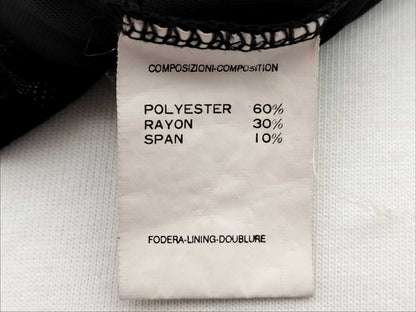 COMPOSIZIONI-COMPOSITION
POLYESTER 60%
RAYON 30%
SPAN 10%
FODERA-LINING-DOUBLURE